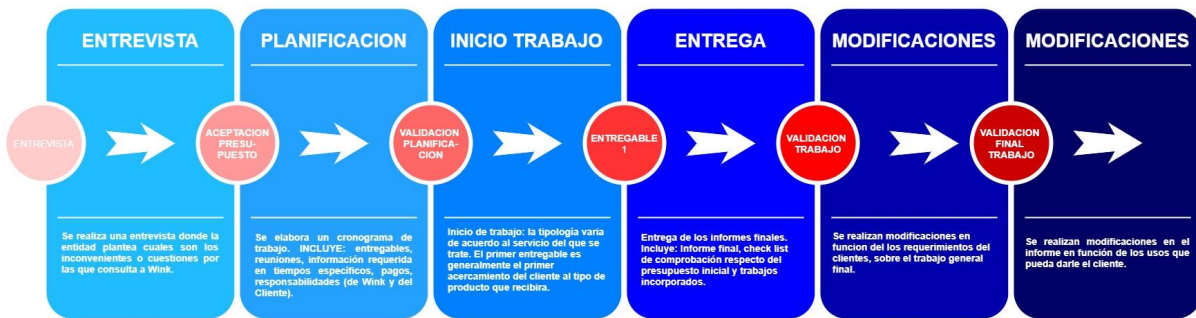 ENTREVISTA
PLANIFICACION
INICIO TRABAJO
ENTREGA
MODIFICACIONES
MODIFICACIONES
ENTREVISTA
ACEPTACION
PRESU-
PUESTO
VALIDACION
PLANIFICA-
CION
ENTREGABLE
1
VALIDACION
TRABAJO
VALIDACION
FINAL
TRABAJO
Se realiza una entrevista donde la
entidad plantea cuales son los
inconvenientes o cuestiones por
las que consulta a Wink.
Se elabora un cronograma de
trabajo. INCLUYE: entregables,
reuniones, información requerida
en tiempos específicos, pagos,
responsabilidades (de Wink y del
Cliente).
Inicio de trabajo: la tipología varía
de acuerdo al servicio del que se
trate. El primer entregable es
generalmente el primer
acercamiento del cliente al tipo de
producto que recibira.
Entrega de los informes finales.
Incluye: Informe final, check list
de comprobación respecto del
presupuesto inicial y trabajos
incorporados.
Se realizan modificaciones en
funcion del los requerimientos del
clientes, sobre el trabajo general
final.
Se realizan modificaciones en el
informe en función de los usos que
pueda darle el cliente.